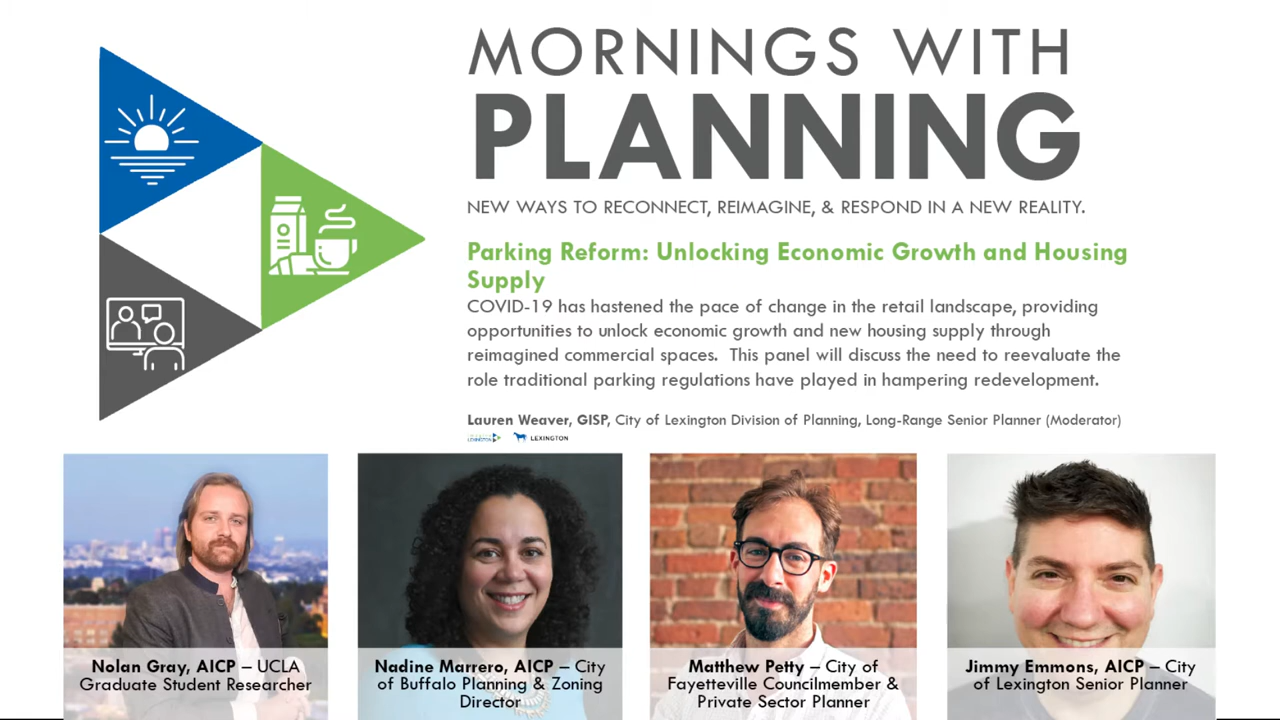 MORNINGS WITH
PLANNING
NEW WAYS TO RECONNECT, REIMAGINE, & RESPOND IN A NEW REALITY.
Parking Reform: Unlocking Economic Growth and Housing
Supply
COVID-19 has hastened the pace of change in the retail landscape, providing
opportunities to unlock economic growth and new housing supply through
reimagined commercial spaces. This panel will discuss the need to reevaluate the
role traditional parking regulations have played in hampering redevelopment.
Lauren Weaver, GISP, City of Lexington Division of Planning, Long-Range Senior Planner (Moderator)
LEXINGTON LEXINGTON
Nolan Gray, AICP – UCLA
Graduate Student Researcher
Nadine Marrero, AICP – City
of Buffalo Planning & Zoning
Director
Matthew Petty – City of
Fayetteville Councilmember &
Private Sector Planner
Jimmy Emmons, AICP – City
of Lexington Senior Planner